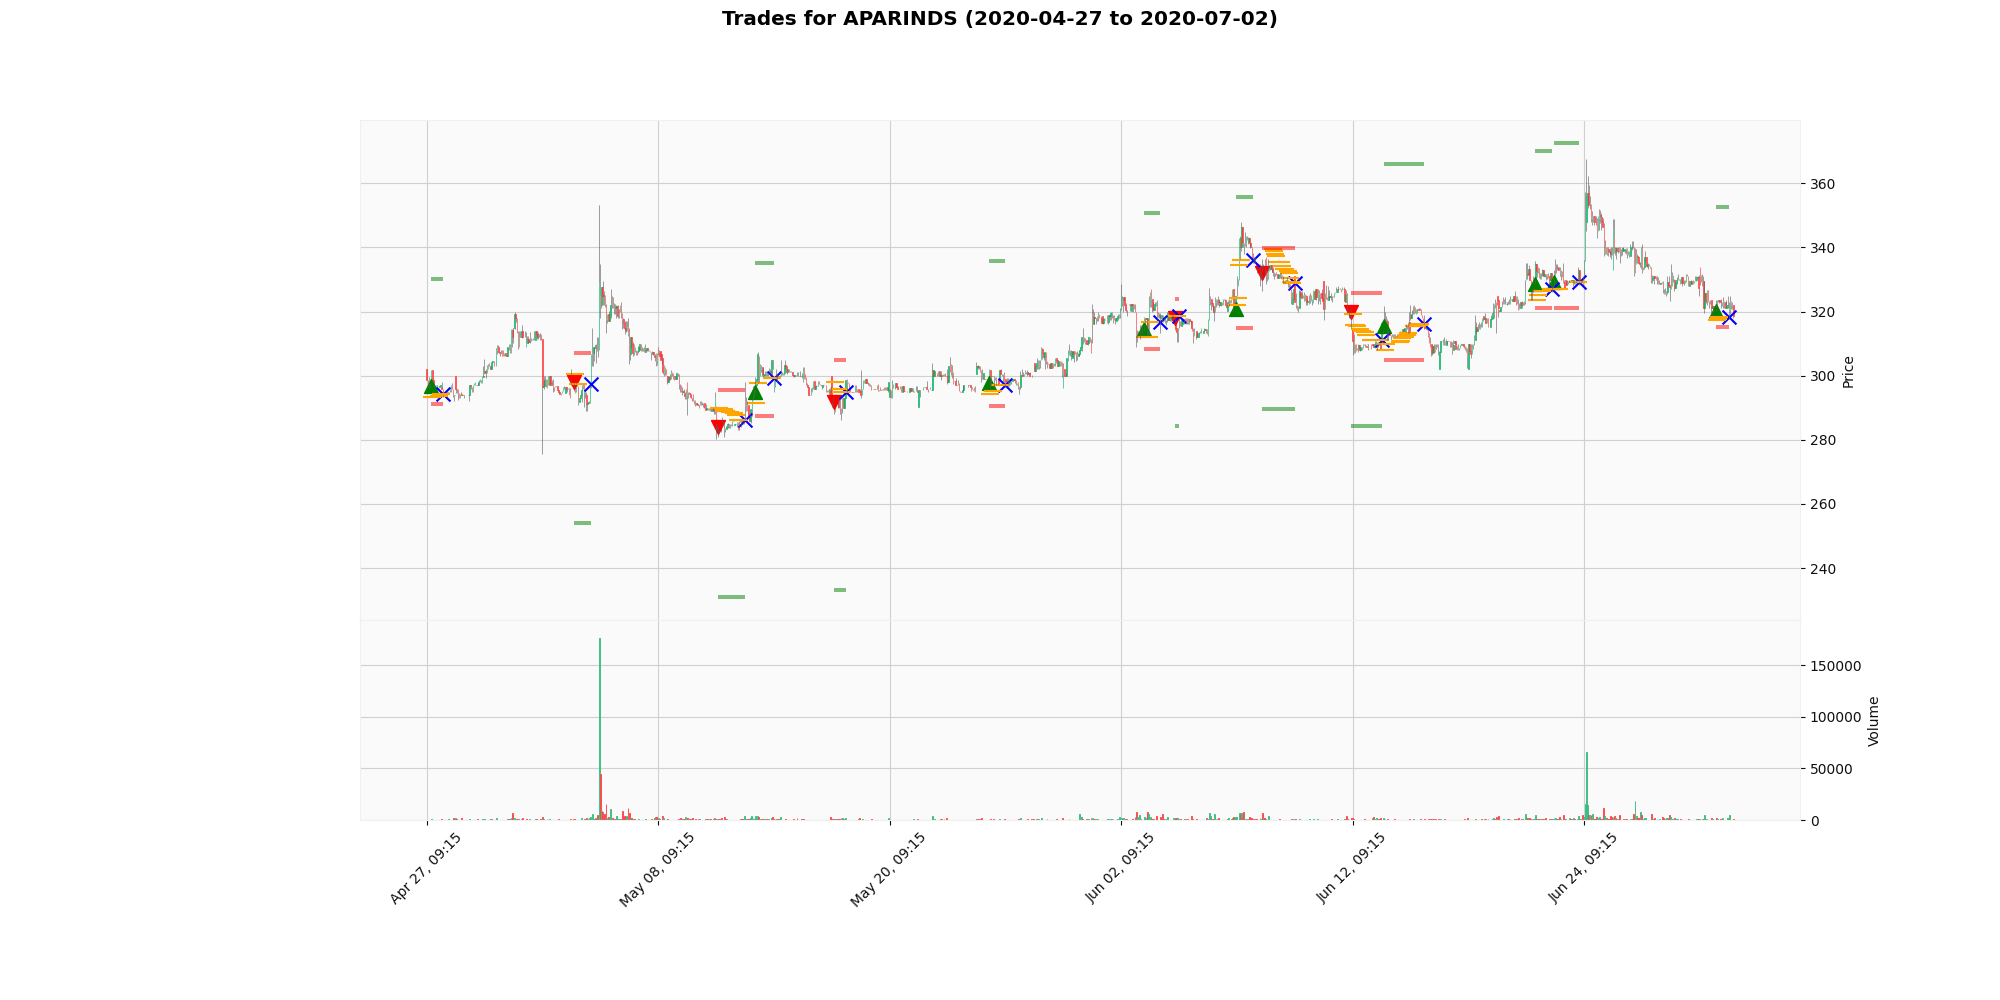 Trades for APARINDS (2020-04-27 to 2020-07-02)
360
340
320
300
280
260
240
Price
150000
100000
50000
0
Volume
Apr 27, 09:15
May 08, 09:15
May 20, 09:15
Jun 02, 09:15
Jun 12, 09:15
Jun 24, 09:15